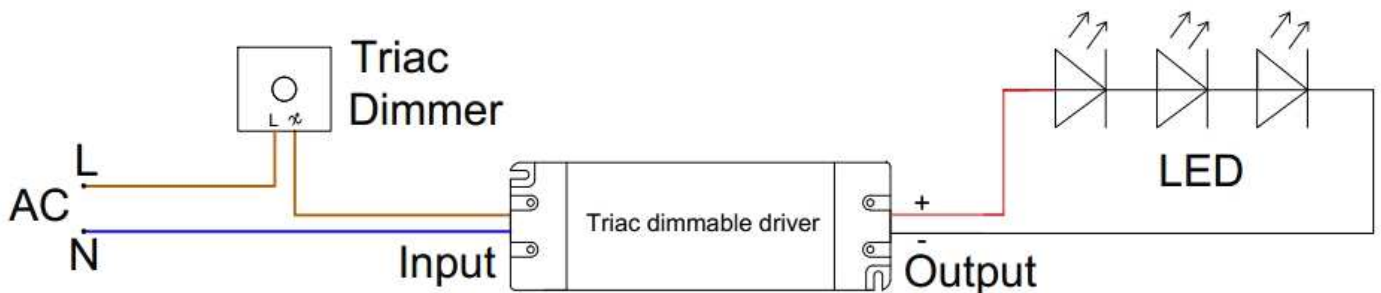 Triac
Dimmer
L
L
AC
N
Input
Triac dimmable driver
+
-
Output
LED